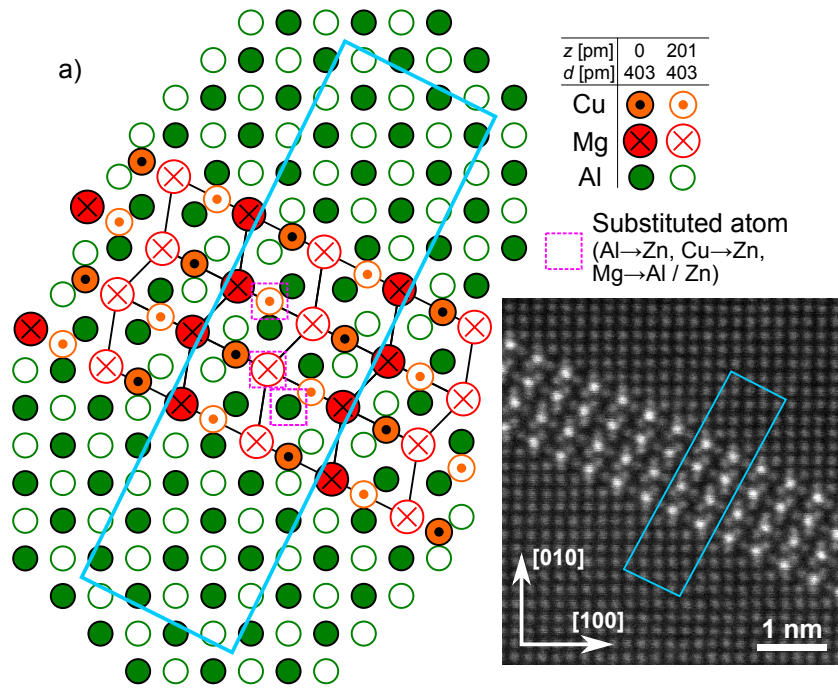 a)
z [pm] 0 201
d [pm] 403 403
Cu
Mg
Al
Substituted atom
(Al→Zn, Cu→Zn,
Mg→Al / Zn)
[010]
[100]
1 nm